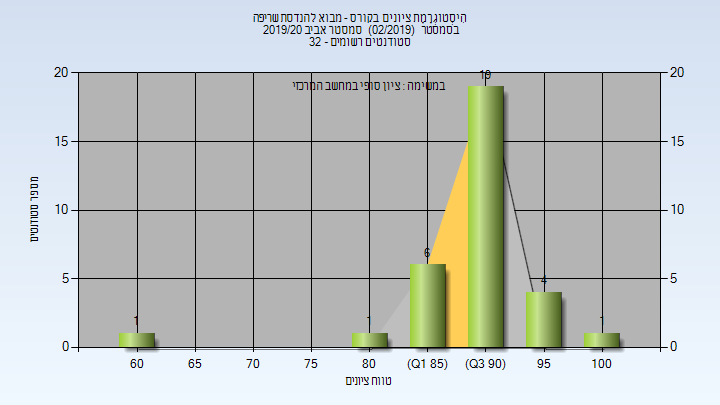 היסטוגרמת ציונים בקורס - מבוא להנדסת שריפה
בסמסטר (02/2019) סמסטר אביב 2019/20
סטודנטים רשומים - 32
במשימה : ציון סופי במחשב המרכזי
20 20
15 15
10 10
5 5
0 0
מספר סטודנטים
1 1 6 19 4 1
60 65 70 75 80 (Q1 85) (Q3 90) 95 100
טווח ציונים